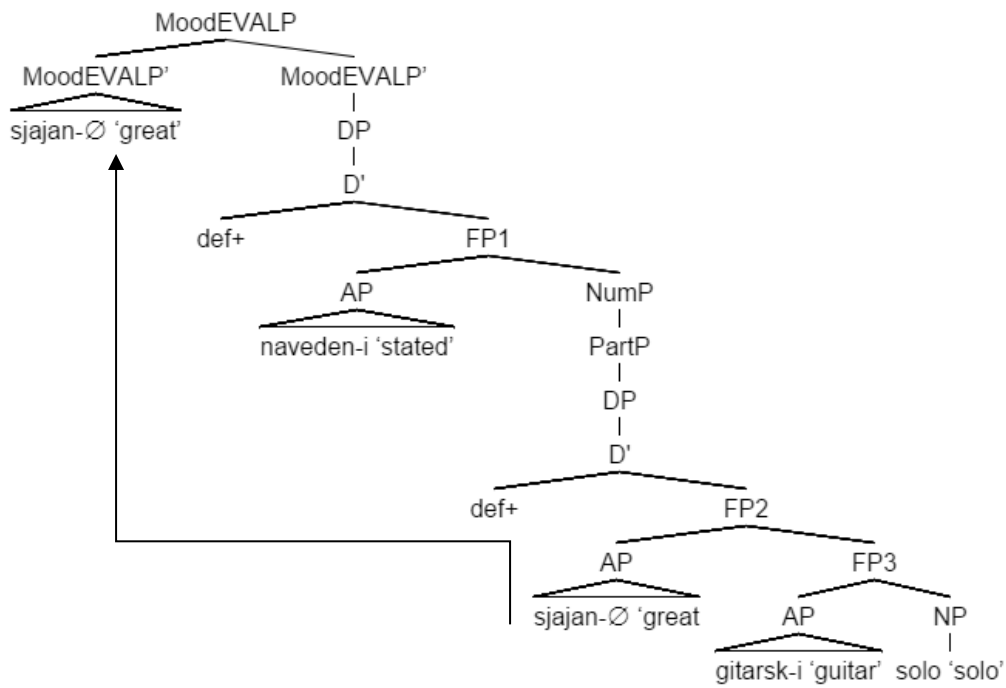 MoodEVALP
MoodEVALP’ MoodEVALP’
sjajan-∅ ‘great’ DP
D'
def+ FP1
AP NumP
naveden-i ‘stated’ PartP
DP
D'
def+ FP2
AP FP3
sjajan-∅ ‘great AP NP
gitarsk-i ‘guitar’ solo ‘solo’